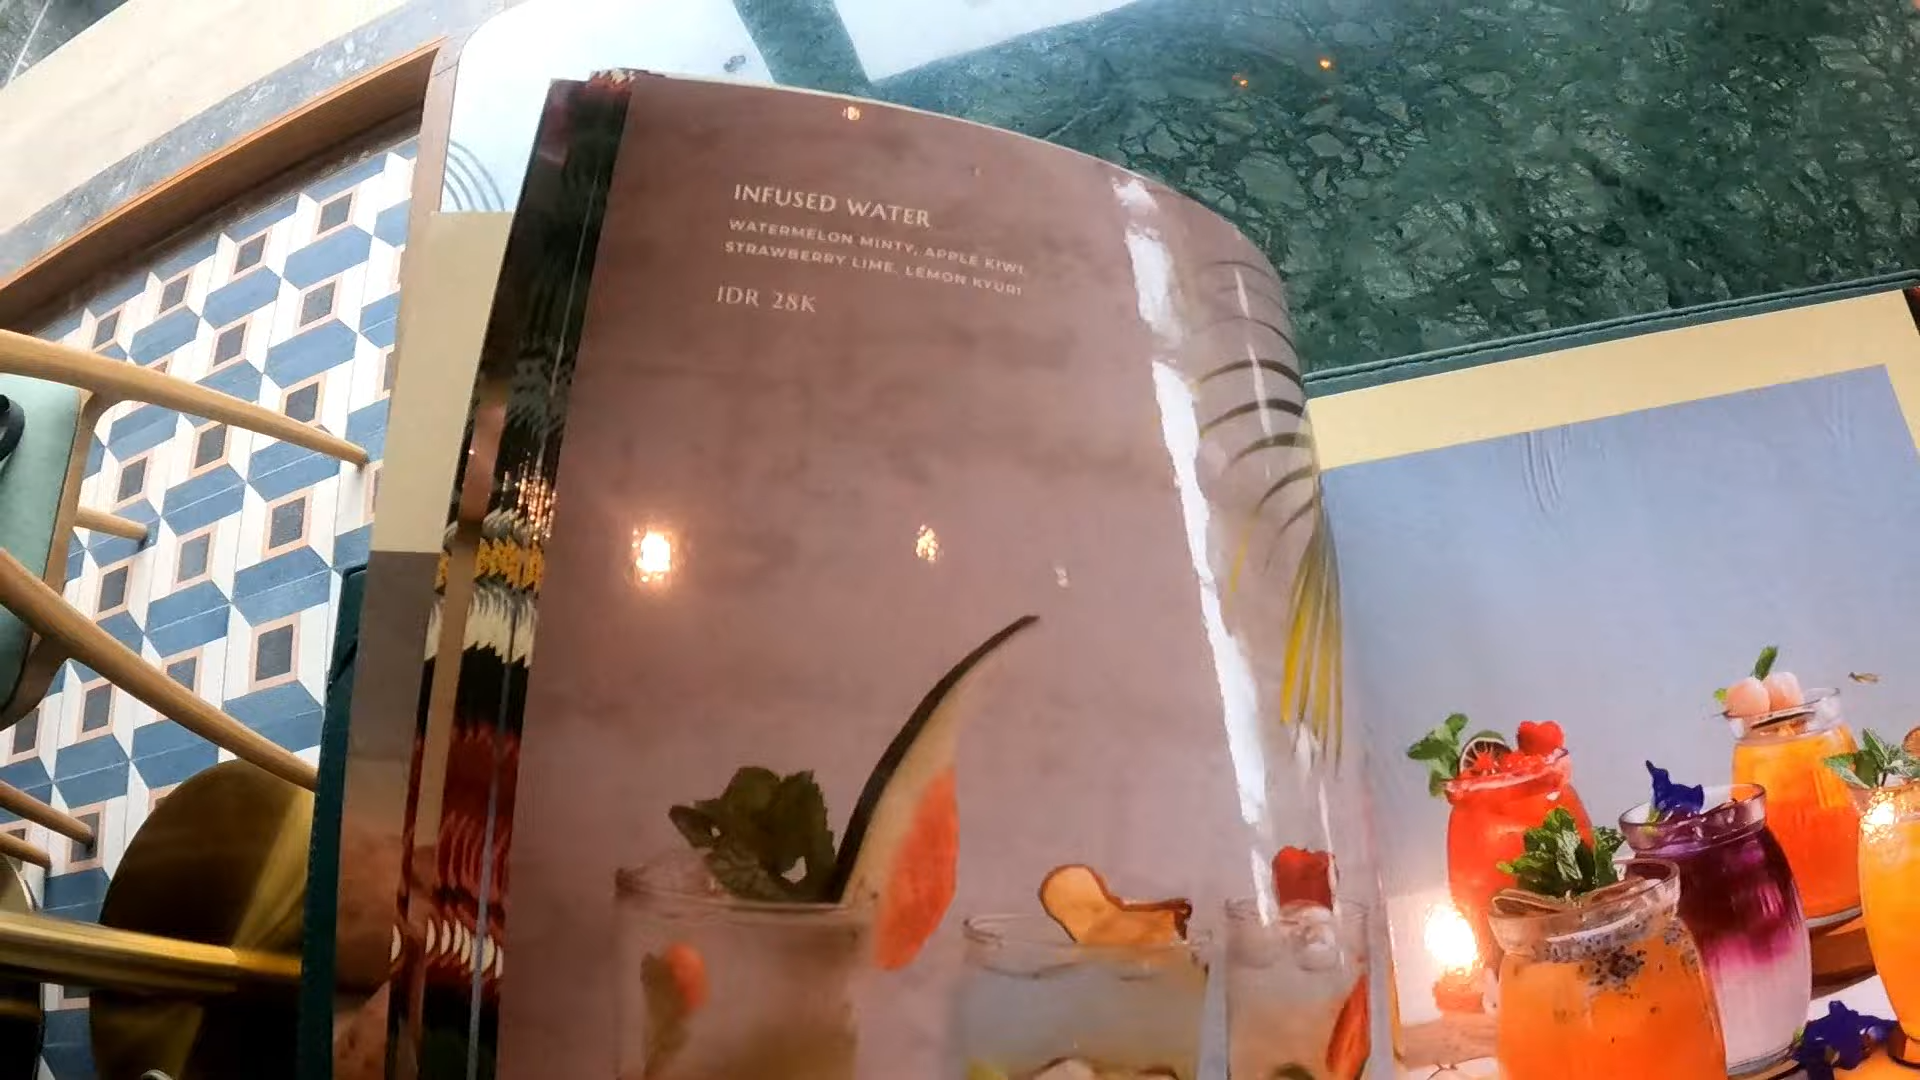 INFUSED WATER
WATERMELON MINTY, APPLE KIWI,
STRAWBERRY LIME, LEMON KYURI
IDR 28K